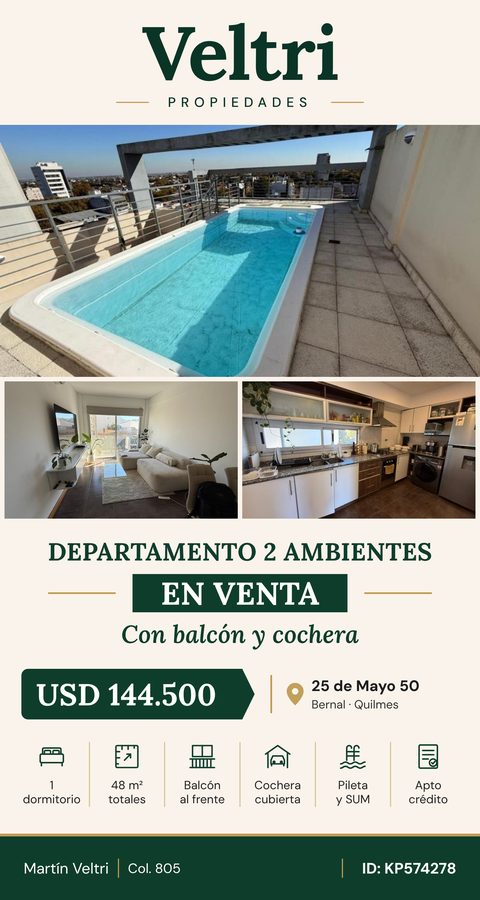 Veltri
PROPIEDADES
DEPARTAMENTO 2 AMBIENTES
EN VENTA
Con balcón y cochera
USD 144.500
25 de Mayo 50
Bernal · Quilmes
1
dormitorio
48 m²
totales
Balcón
al frente
Cochera
cubierta
Pileta
y SUM
Apto
crédito
Martín Veltri
Col. 805
ID: KP574278